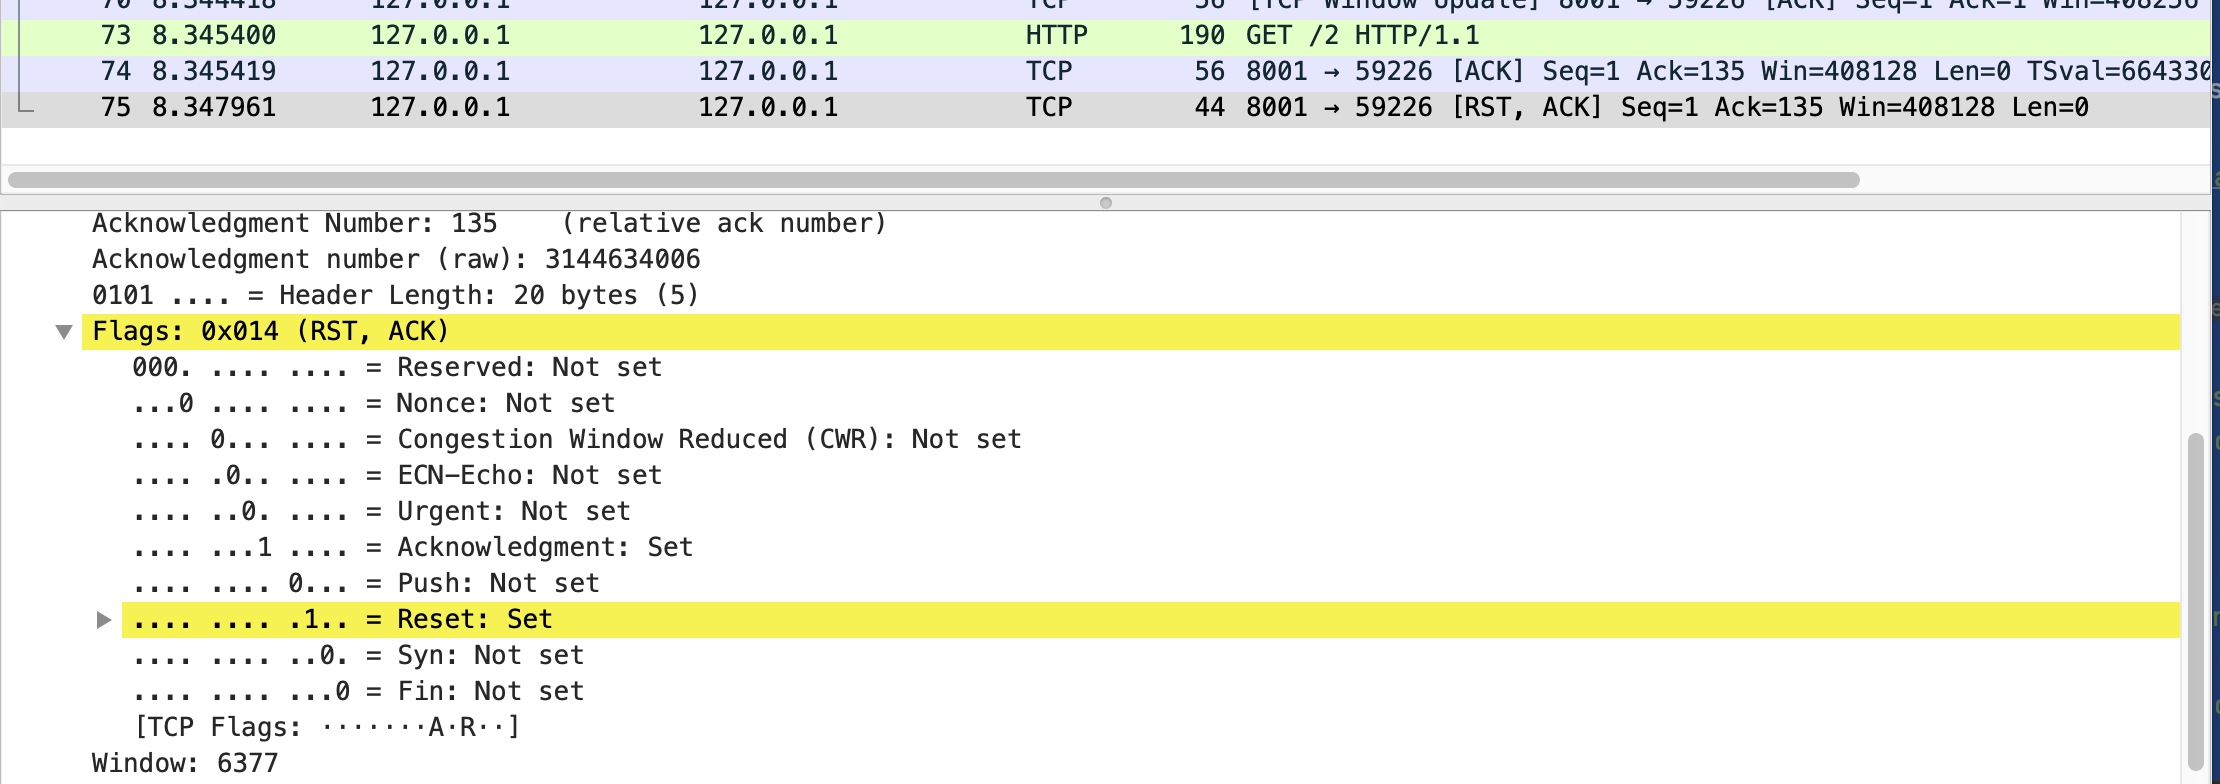 70 8.344418 127.0.0.1 127.0.0.1 TCP 56 [TCP Window Update] 8001 → 59226 [ACK] Seq=1 Ack=1 Win=408256
73 8.345400 127.0.0.1 127.0.0.1 HTTP 190 GET /2 HTTP/1.1
74 8.345419 127.0.0.1 127.0.0.1 TCP 56 8001 → 59226 [ACK] Seq=1 Ack=135 Win=408128 Len=0 TSval=664330
75 8.347961 127.0.0.1 127.0.0.1 TCP 44 8001 → 59226 [RST, ACK] Seq=1 Ack=135 Win=408128 Len=0
Acknowledgment Number: 135 (relative ack number)
Acknowledgment number (raw): 3144634006
0101 .... = Header Length: 20 bytes (5)
Flags: 0x014 (RST, ACK)
000. .... .... = Reserved: Not set
...0 .... .... = Nonce: Not set
.... 0... .... = Congestion Window Reduced (CWR): Not set
.... .0.. .... = ECN-Echo: Not set
.... ..0. .... = Urgent: Not set
.... ...1 .... = Acknowledgment: Set
.... .... 0... = Push: Not set
.... .... .1.. = Reset: Set
.... .... ..0. = Syn: Not set
.... .... ...0 = Fin: Not set
[TCP Flags: ·······A·R··]
Window: 6377